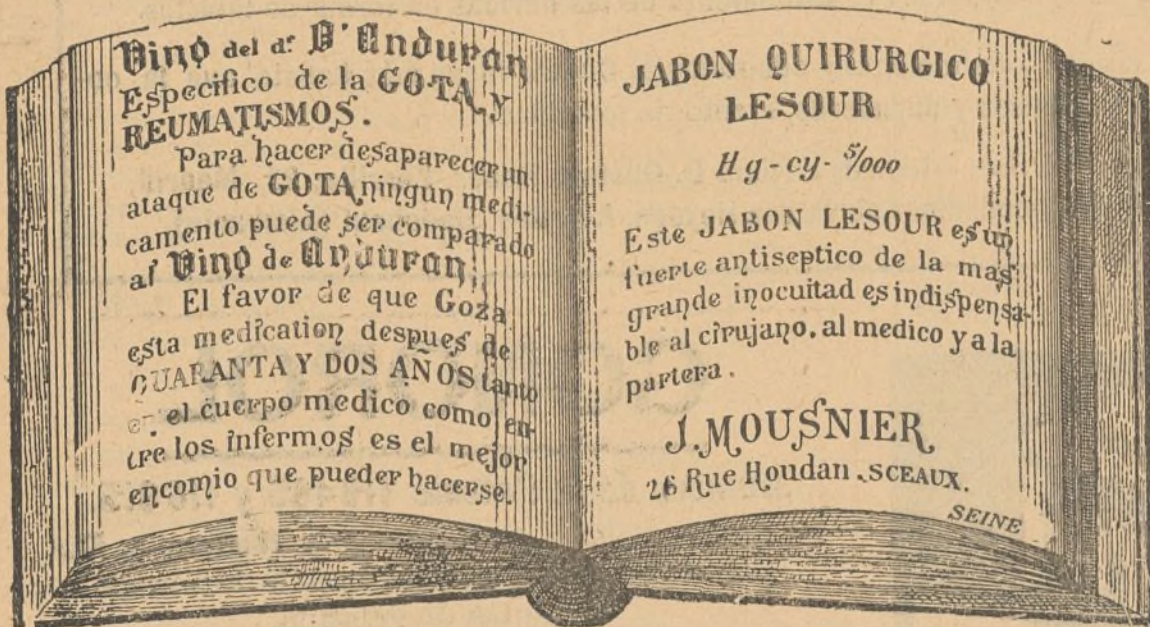 Vino del dr. D'Anduran
Especifico de la GOTA y
REUMATISMOS.
Para hacer desaparecer un
ataque de GOTA ningun medi-
camento puede ser comparado
al Vino de Anduran,
El favor de que Goza
esta medication despues de
CUARANTA Y DOS AÑOS tanto
en el cuerpo medico como en-
tre los infermos es el mejor
encomio que pueder hacerse.
JABON QUIRURGICO
LESOUR
Hg-cy- 5/000
Este JABON LESOUR es un
fuerte antiseptico de la mas
grande inocuitad es indispensa-
ble al cirujano, al medico y a la
partera.
J. MOUSNIER
26 Rue Houdan. SCEAUX.
SEINE